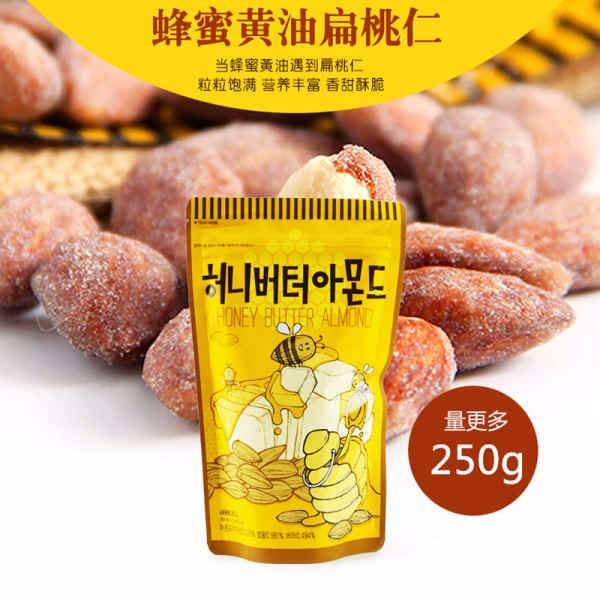 蜂蜜黄油扁桃仁
当蜂蜜黃油遇到扁桃仁
粒粒饱满 营养丰富 香甜酥脆
허니버터아몬드
HONEY BUTTER ALMOND
量更多
250g